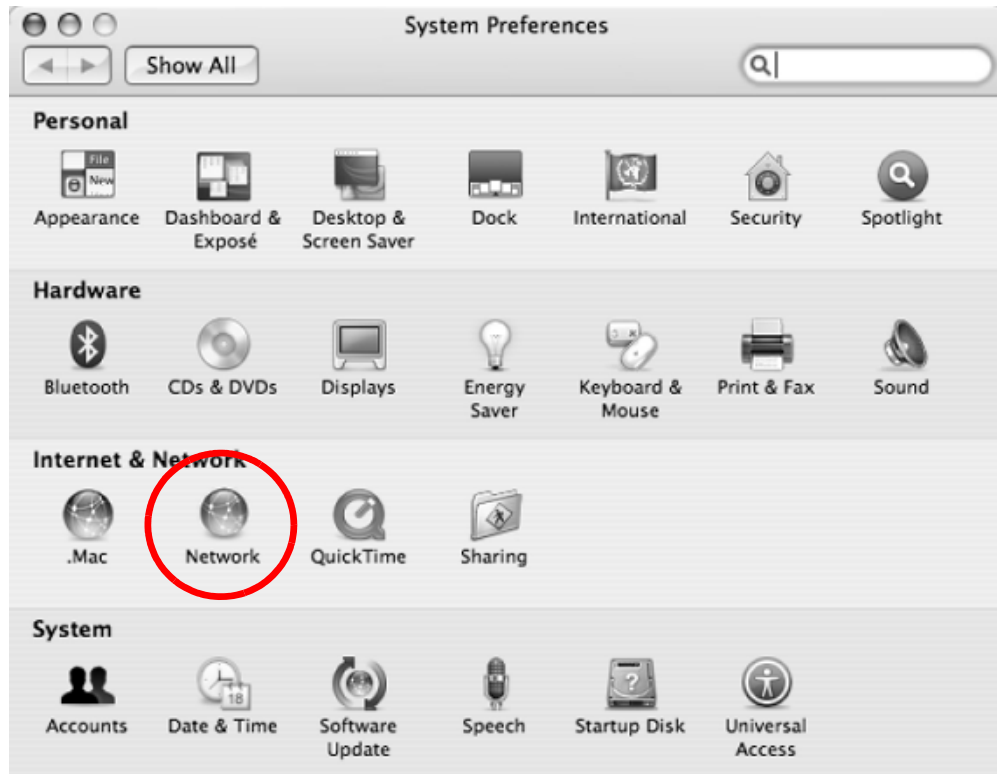 System Preferences
Show All
Personal
File
New
Appearance
Dashboard &
Exposé
Desktop &
Screen Saver
Dock
International
Security
Spotlight
Hardware
Bluetooth
CDs & DVDs
Displays
Energy
Saver
Keyboard &
Mouse
Print & Fax
Sound
Internet & Network
.Mac
Network
QuickTime
Sharing
System
18
?
Accounts
Date & Time
Software
Update
Speech
Startup Disk
Universal
Access